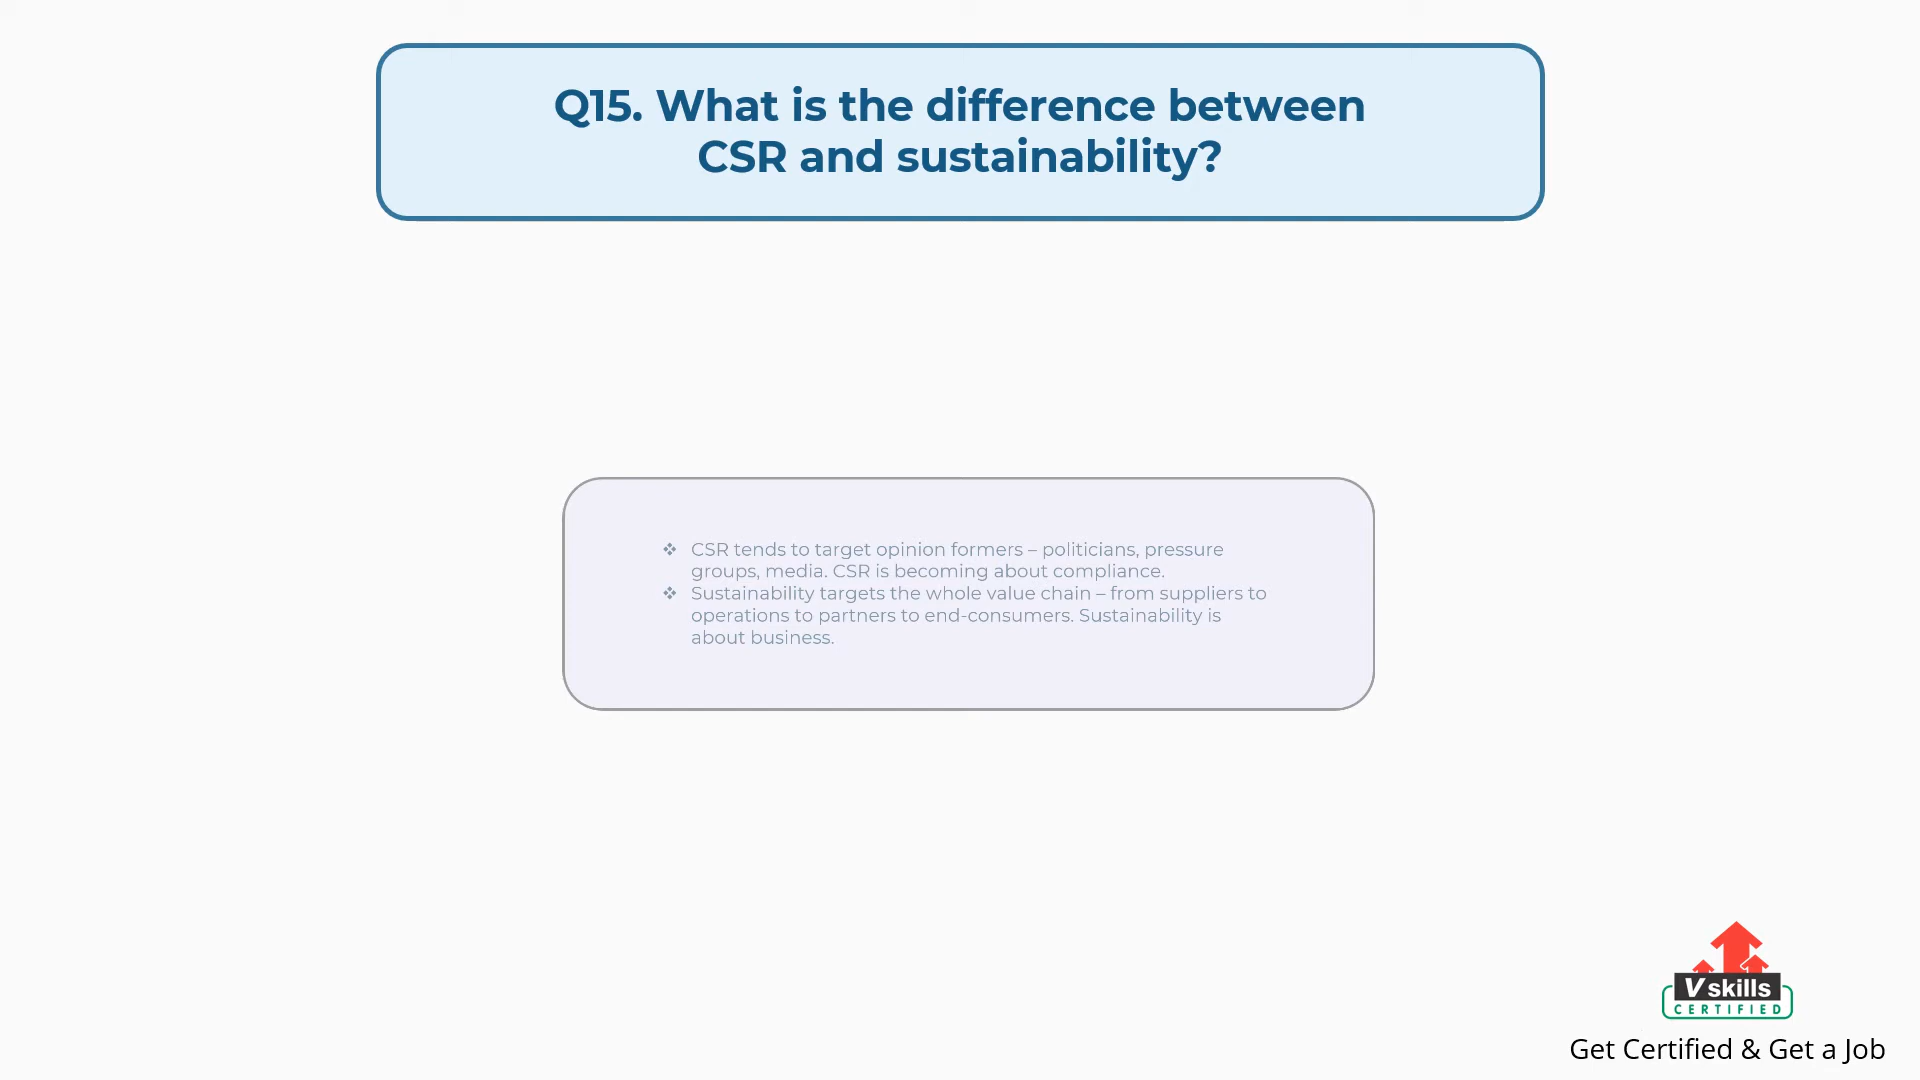 Q15. What is the difference between
CSR and sustainability?
❖ CSR tends to target opinion formers – politicians, pressure
groups, media. CSR is becoming about compliance.
❖ Sustainability targets the whole value chain – from suppliers to
operations to partners to end-consumers. Sustainability is
about business.
Vskills
CERTIFIED
Get Certified & Get a Job